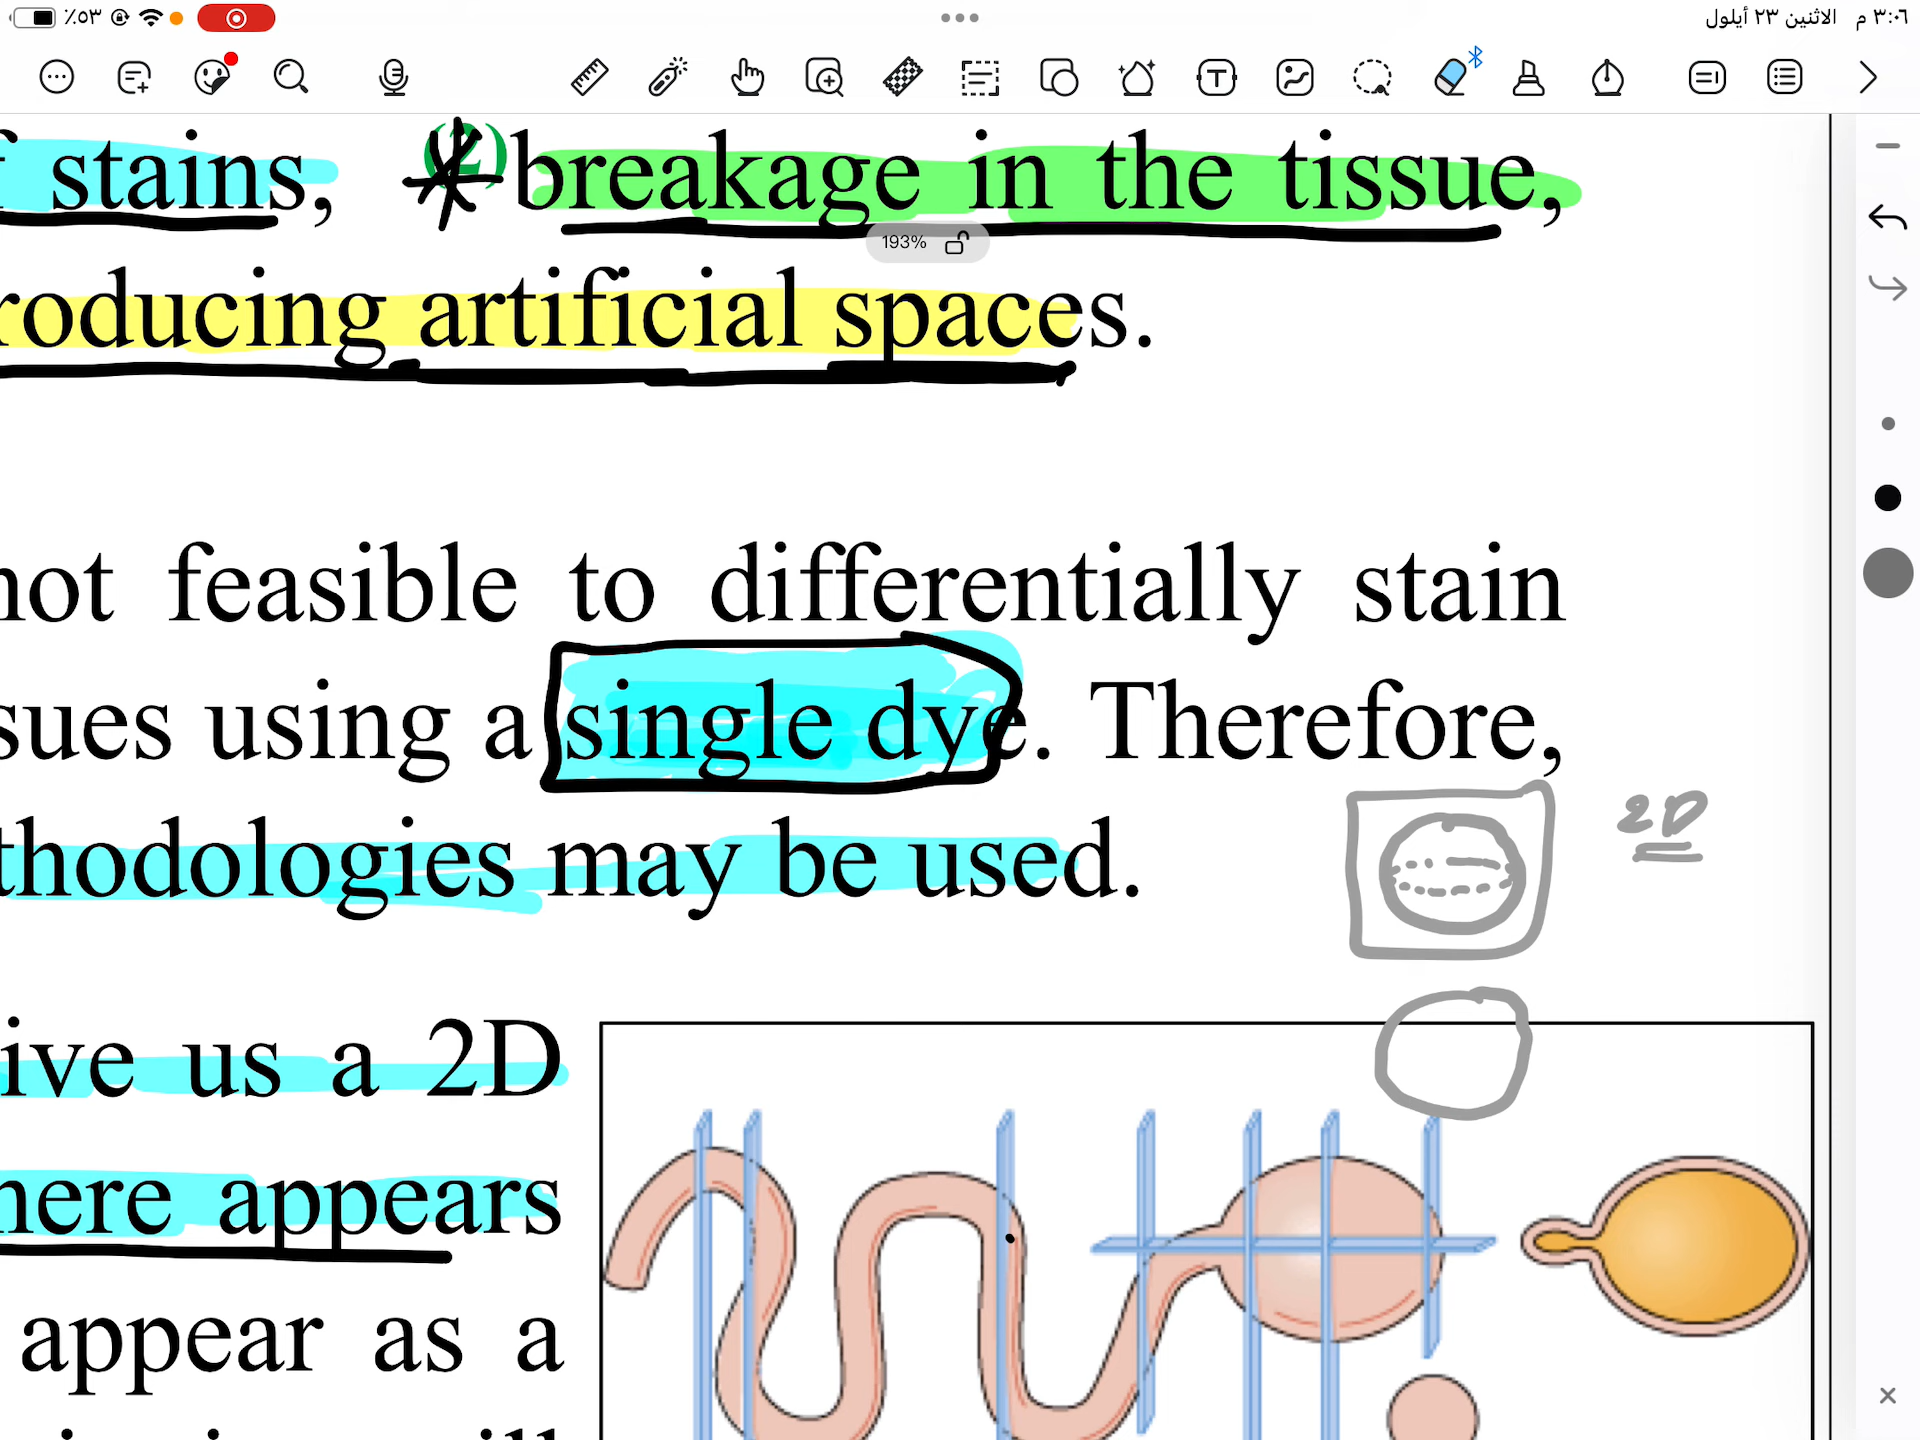 ٪٥٣
٣:٠٦ م الاثنين ٢٣ أيلول
stains, (2) breakage in the tissue,
193%
roducing artificial spaces.
not feasible to differentially stain
sues using a single dye. Therefore,
2D
thodologies may be used.
ive us a 2D
here appears
appear as a